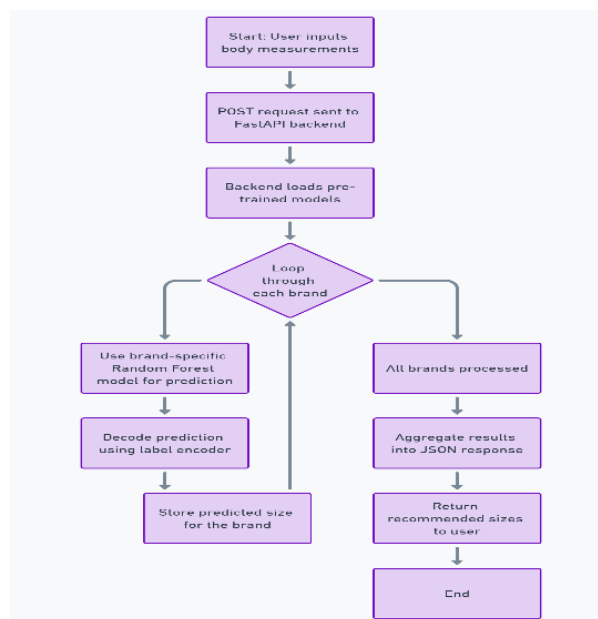 Start: User inputs
body measurements
POST request sent to
FastAPI backend
Backend loads pre-
trained models
Loop
through
each brand
Use brand-specific
Random Forest
model for prediction
Decode prediction
using label encoder
Store predicted size
for the brand
All brands processed
Aggregate results
into JSON response
Return
recommended sizes
to user
End